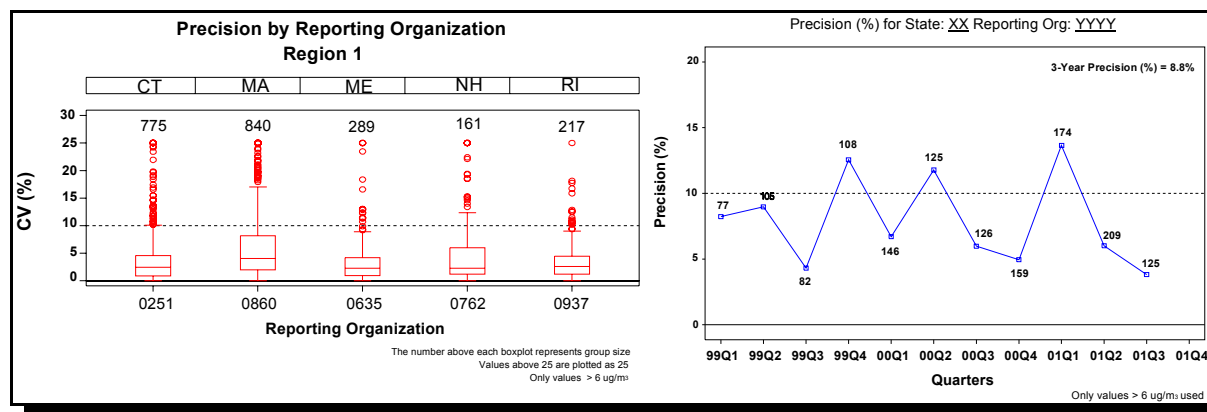 Precision by Reporting Organization
Region 1
CT MA ME NH RI
775 840 289 161 217
30
25
20
15
10
5
0
CV (%)
0251 0860 0635 0762 0937
Reporting Organization
The number above each boxplot represents group size
Values above 25 are plotted as 25
Only values > 6 ug/m³
Precision (%) for State: XX Reporting Org: YYYY
3-Year Precision (%) = 8.8%
20
15
10
5
0
Precision (%)
77
82
108
146
125
126
159
174
209
125
99Q1 99Q2 99Q3 99Q4 00Q1 00Q2 00Q3 00Q4 01Q1 01Q2 01Q3 01Q4
Quarters
Only values > 6 ug/m³ used